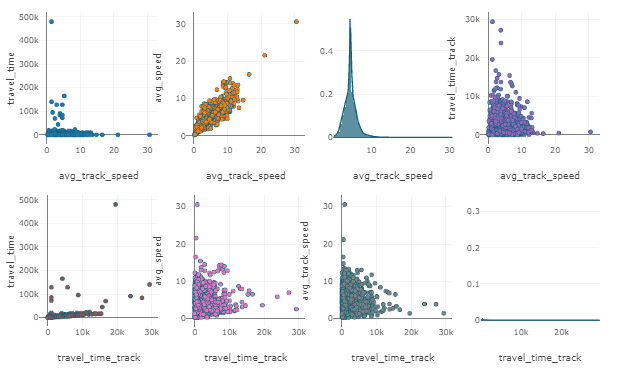 travel_time
500k
400k
300k
200k
100k
0
0
10
20
30
avg_track_speed
avg_speed
30
20
10
0
0
10
20
30
avg_track_speed
0.4
0.2
0
10
20
30
avg_track_speed
travel_time_track
30k
20k
10k
0
0
10
20
30
avg_track_speed
travel_time
500k
400k
300k
200k
100k
0
0
10k
20k
30k
travel_time_track
avg_speed
30
20
10
0
0
10k
20k
30k
travel_time_track
avg_track_speed
30
20
10
0
0
10k
20k
30k
travel_time_track
0.3
0.2
0.1
0.00
10k
20k
travel_time_track